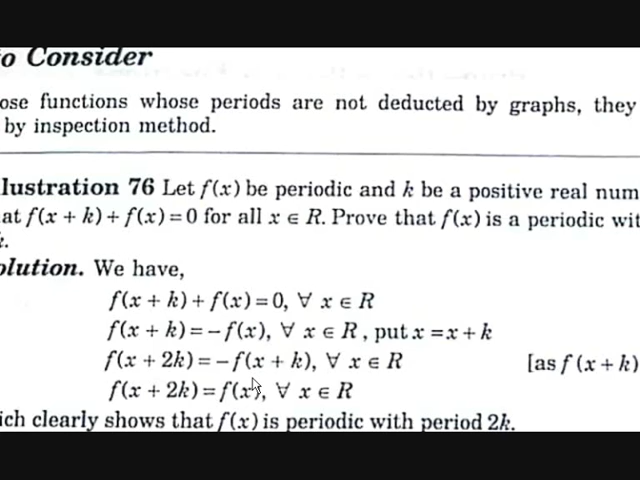 o Consider
ose functions whose periods are not deducted by graphs, they
by inspection method.
lustration 76 Let f(x) be periodic and k be a positive real num
at f(x + k) + f(x) = 0 for all x ∈ R. Prove that f(x) is a periodic wit
k.
olution. We have,
f(x + k) + f(x) = 0, ∀ x ∈ R
f(x + k) = – f(x), ∀ x ∈ R, put x = x + k
f(x + 2k) = – f(x + k), ∀ x ∈ R [as f(x + k)
f(x + 2k) = f(x), ∀ x ∈ R
ich clearly shows that f(x) is periodic with period 2k.